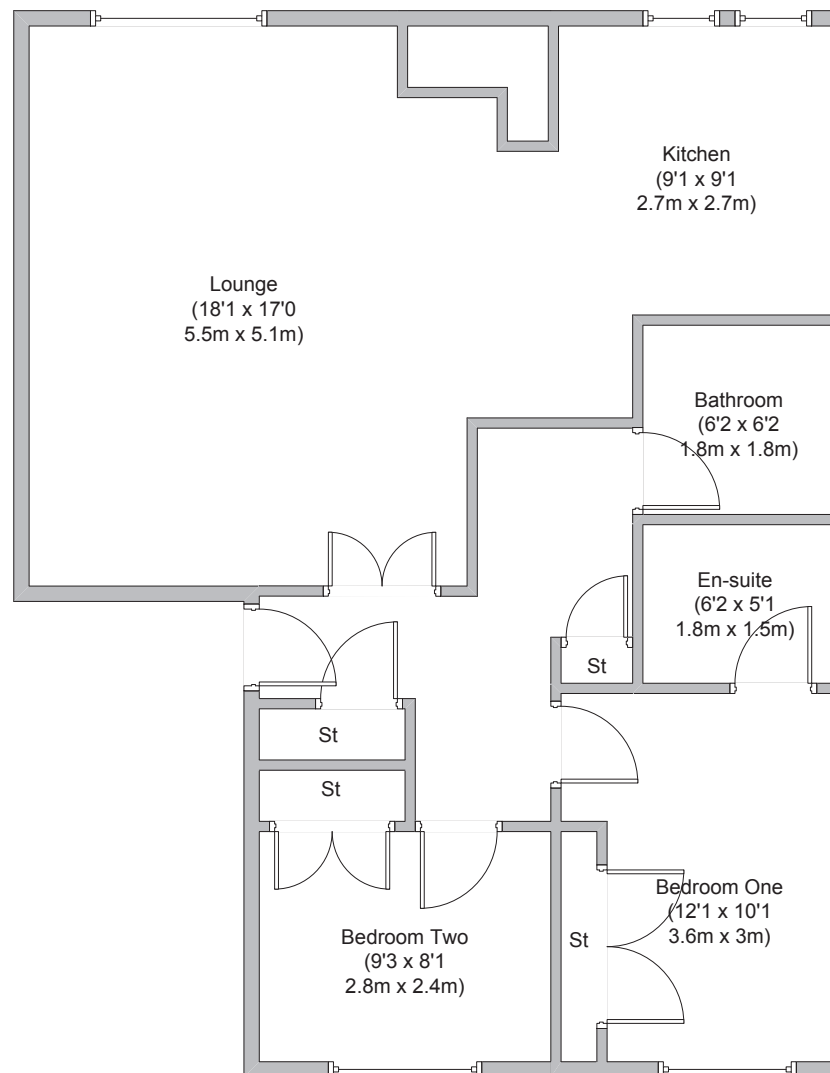 Kitchen
(9'1 x 9'1
2.7m x 2.7m)
Lounge
(18'1 x 17'0
5.5m x 5.1m)
Bathroom
(6'2 x 6'2
1.8m x 1.8m)
En-suite
(6'2 x 5'1
1.8m x 1.5m)
St
St
St
Bedroom One
(12'1 x 10'1
3.6m x 3m)
St
Bedroom Two
(9'3 x 8'1
2.8m x 2.4m)